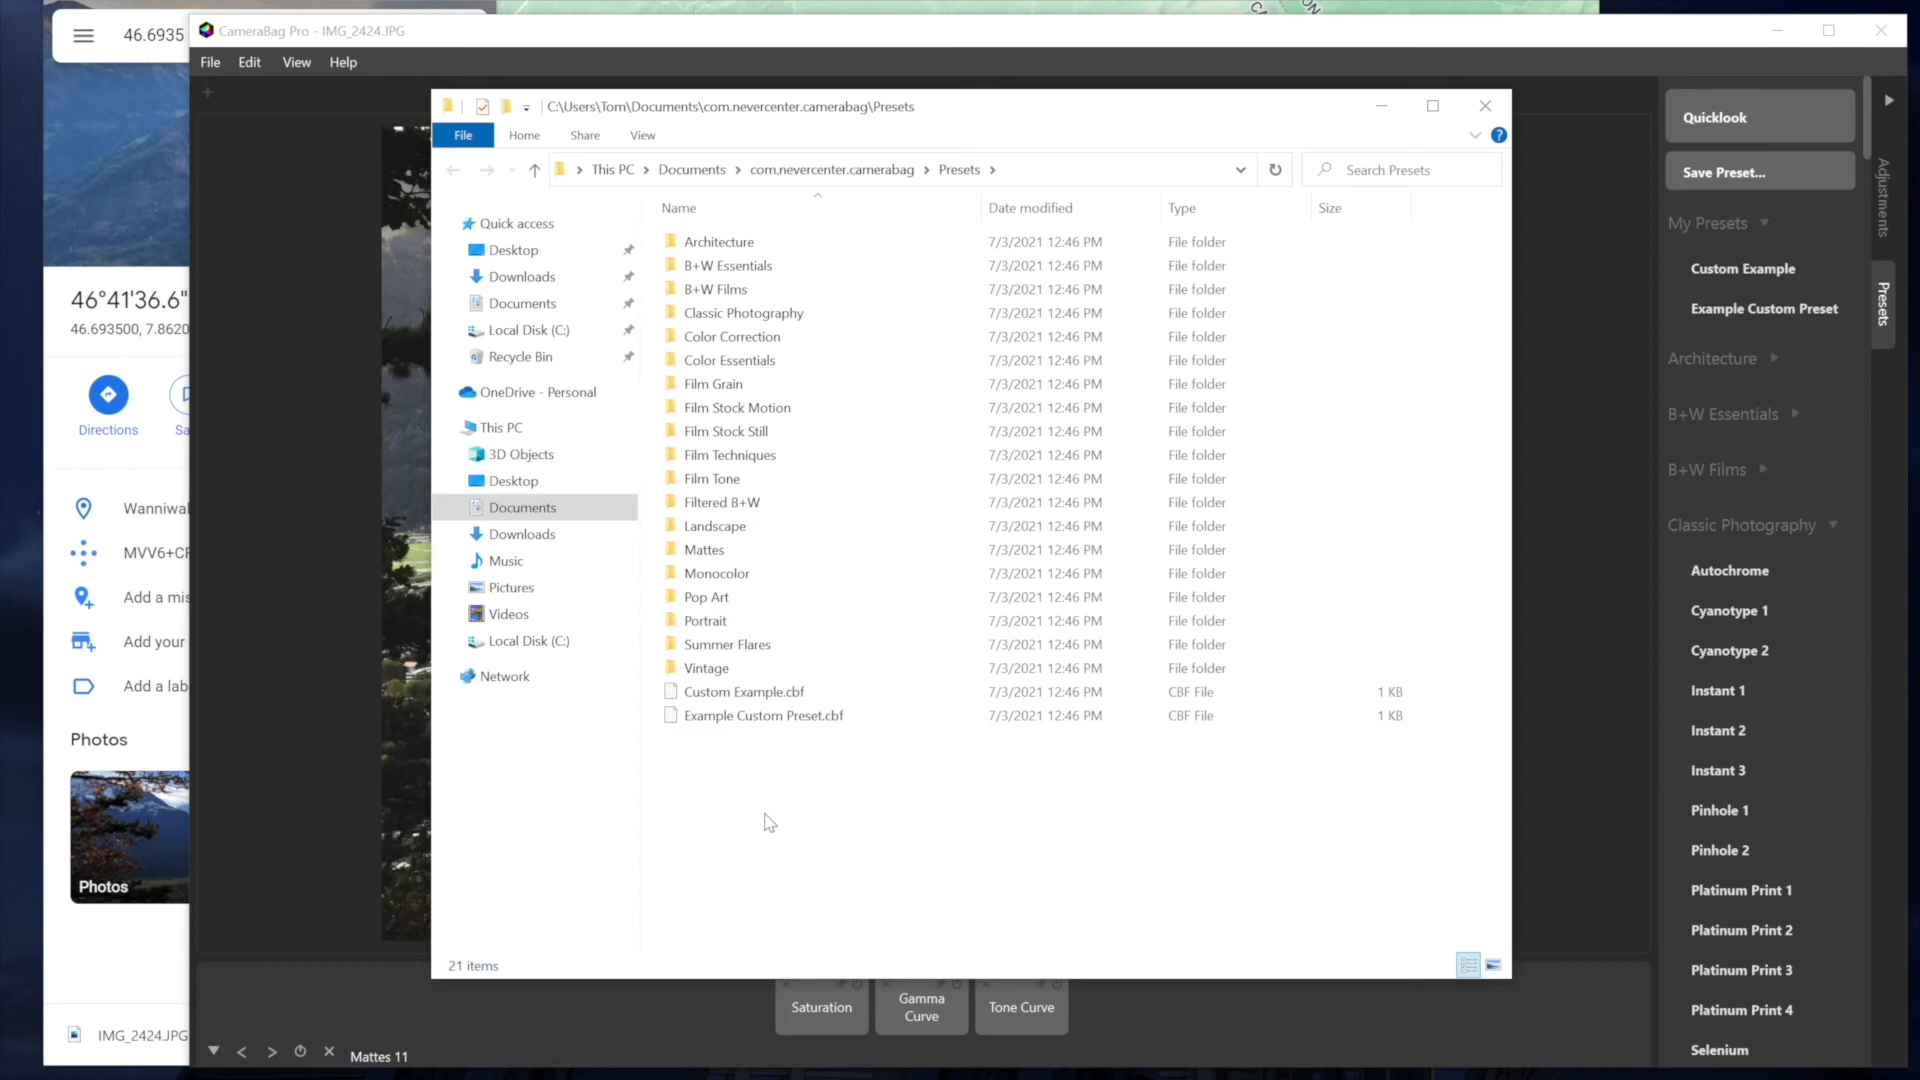 46.6935
CameraBag Pro - IMG_2424.JPG
File Edit View Help
C:\Users\Tom\Documents\com.nevercenter.camerabag\Presets
File Home Share View
This PC Documents com.nevercenter.camerabag Presets
Search Presets
Name Date modified Type Size
Quick access
Desktop
Downloads
Documents
Local Disk (C:)
Recycle Bin
OneDrive - Personal
This PC
3D Objects
Desktop
Documents
Downloads
Music
Pictures
Videos
Local Disk (C:)
Network
Architecture 7/3/2021 12:46 PM File folder
B+W Essentials 7/3/2021 12:46 PM File folder
B+W Films 7/3/2021 12:46 PM File folder
Classic Photography 7/3/2021 12:46 PM File folder
Color Correction 7/3/2021 12:46 PM File folder
Color Essentials 7/3/2021 12:46 PM File folder
Film Grain 7/3/2021 12:46 PM File folder
Film Stock Motion 7/3/2021 12:46 PM File folder
Film Stock Still 7/3/2021 12:46 PM File folder
Film Techniques 7/3/2021 12:46 PM File folder
Film Tone 7/3/2021 12:46 PM File folder
Filtered B+W 7/3/2021 12:46 PM File folder
Landscape 7/3/2021 12:46 PM File folder
Mattes 7/3/2021 12:46 PM File folder
Monocolor 7/3/2021 12:46 PM File folder
Pop Art 7/3/2021 12:46 PM File folder
Portrait 7/3/2021 12:46 PM File folder
Summer Flares 7/3/2021 12:46 PM File folder
Vintage 7/3/2021 12:46 PM File folder
Custom Example.cbf 7/3/2021 12:46 PM CBF File 1 KB
Example Custom Preset.cbf 7/3/2021 12:46 PM CBF File 1 KB
21 items
Quicklook
Save Preset...
My Presets
Custom Example
Example Custom Preset
Architecture
B+W Essentials
B+W Films
Classic Photography
Autochrome
Cyanotype 1
Cyanotype 2
Instant 1
Instant 2
Instant 3
Pinhole 1
Pinhole 2
Platinum Print 1
Platinum Print 2
Platinum Print 3
Platinum Print 4
Selenium
Adjustments
Presets
46°41'36.6"
46.693500, 7.8620
Directions
Sa
Wanniwal
MVV6+CF
Add a mis
Add your
Add a lab
Photos
Photos
IMG_2424.JPG
Saturation
Gamma
Curve
Tone Curve
Mattes 11